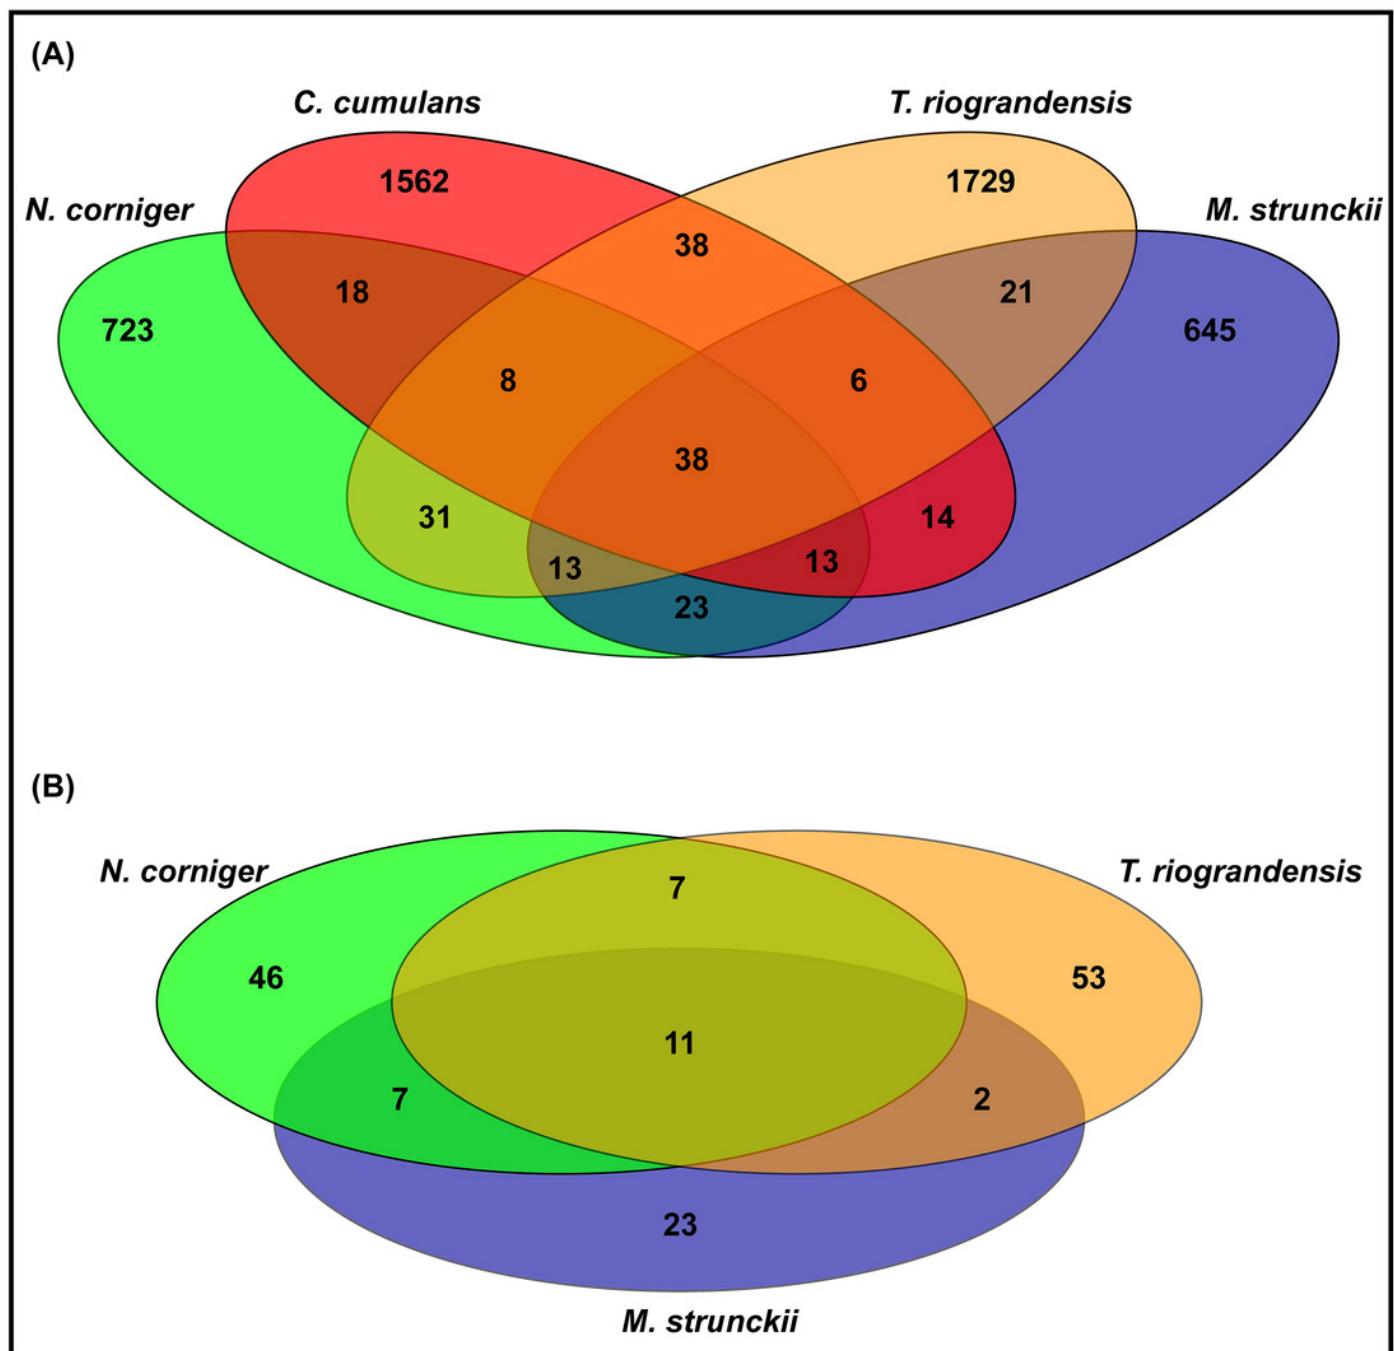 (A)
C. cumulans
T. riograndensis
N. corniger
M. strunckii
1562
1729
38
18
21
723
645
8
6
38
31
14
13
13
23
(B)
N. corniger
T. riograndensis
7
46
53
11
7
2
23
M. strunckii